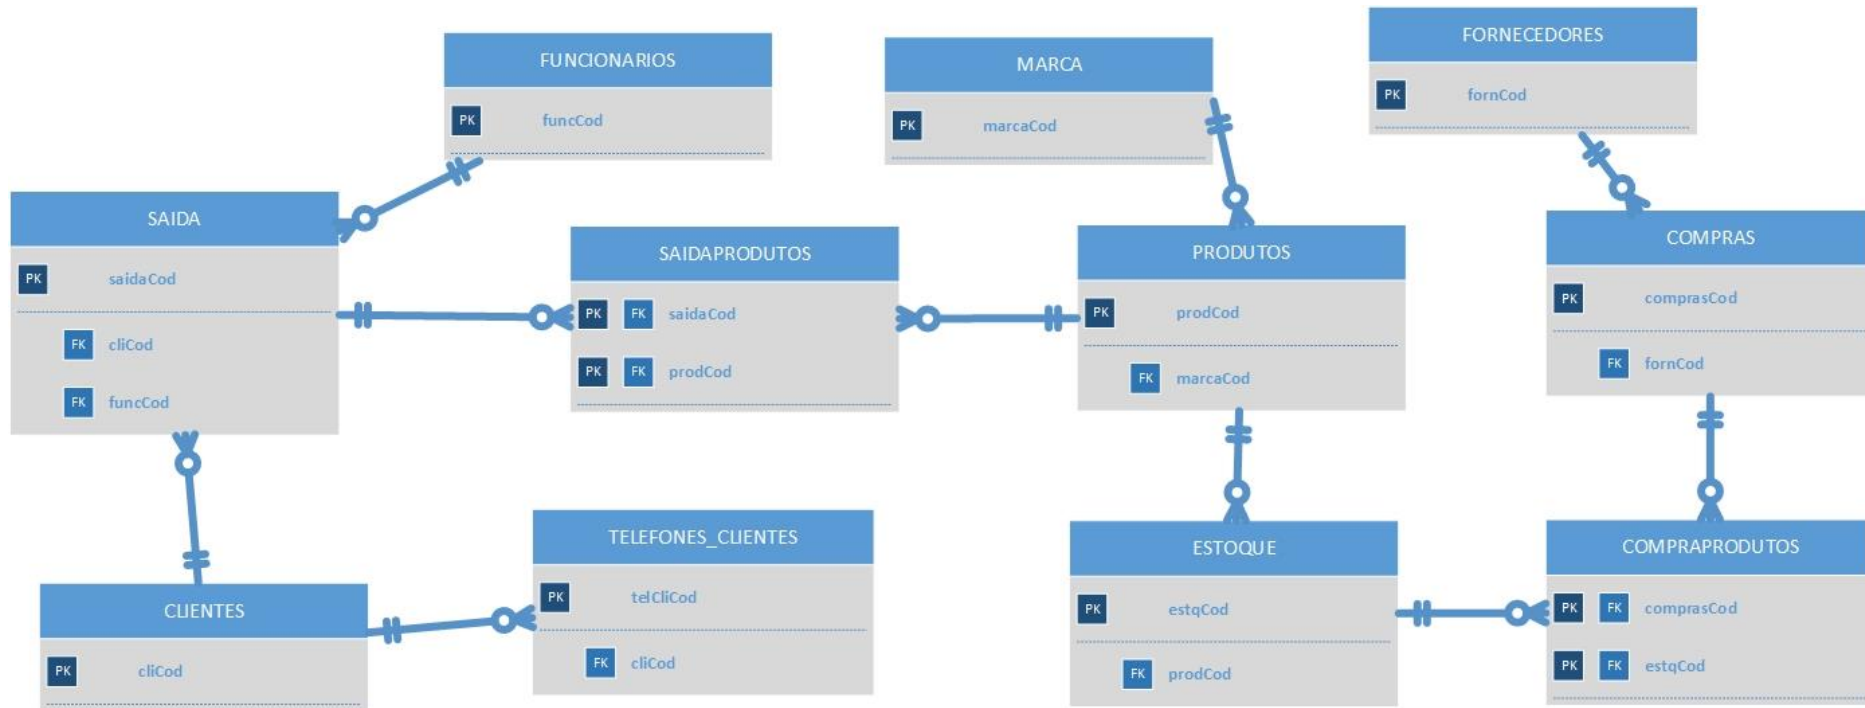 FUNCIONARIOS
PK funcCod
MARCA
PK marcaCod
FORNECEDORES
PK fornCod
SAIDA
PK saidaCod
FK cliCod
FK funcCod
SAIDAPRODUTOS
PK FK saidaCod
PK FK prodCod
PRODUTOS
PK prodCod
FK marcaCod
COMPRAS
PK comprasCod
FK fornCod
CLIENTES
PK cliCod
TELEFONES_CLIENTES
PK telCliCod
FK cliCod
ESTOQUE
PK estqCod
FK prodCod
COMPRAPRODUTOS
PK FK comprasCod
PK FK estqCod